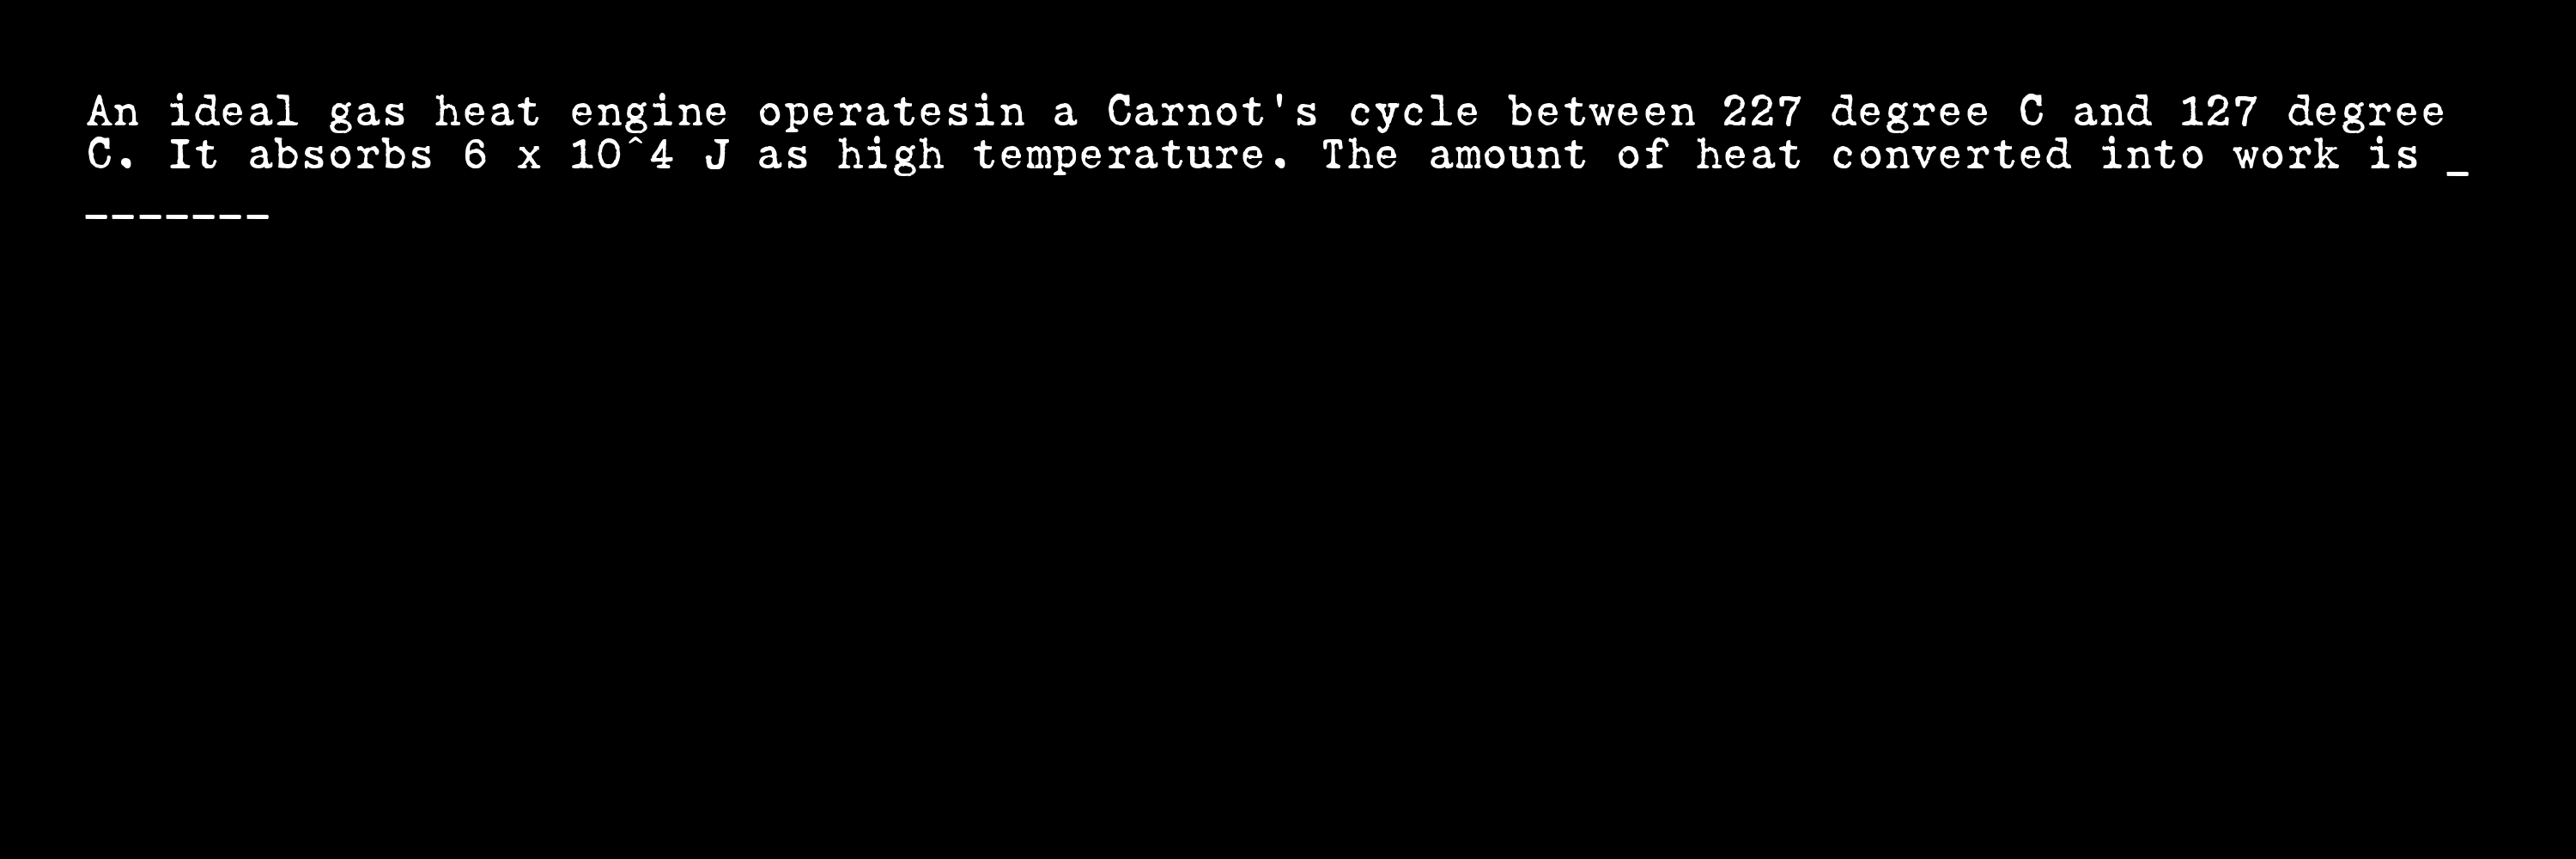 An ideal gas heat engine operatesin a Carnot's cycle between 227 degree C and 127 degree
C. It absorbs 6 x 10^4 J as high temperature. The amount of heat converted into work is _
_______